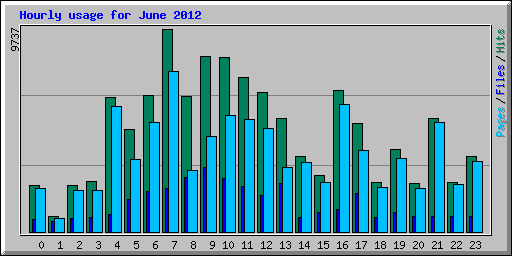 Hourly usage for June 2012
9737
Pages/Files/Hits
0 1 2 3 4 5 6 7 8 9 10 11 12 13 14 15 16 17 18 19 20 21 22 23